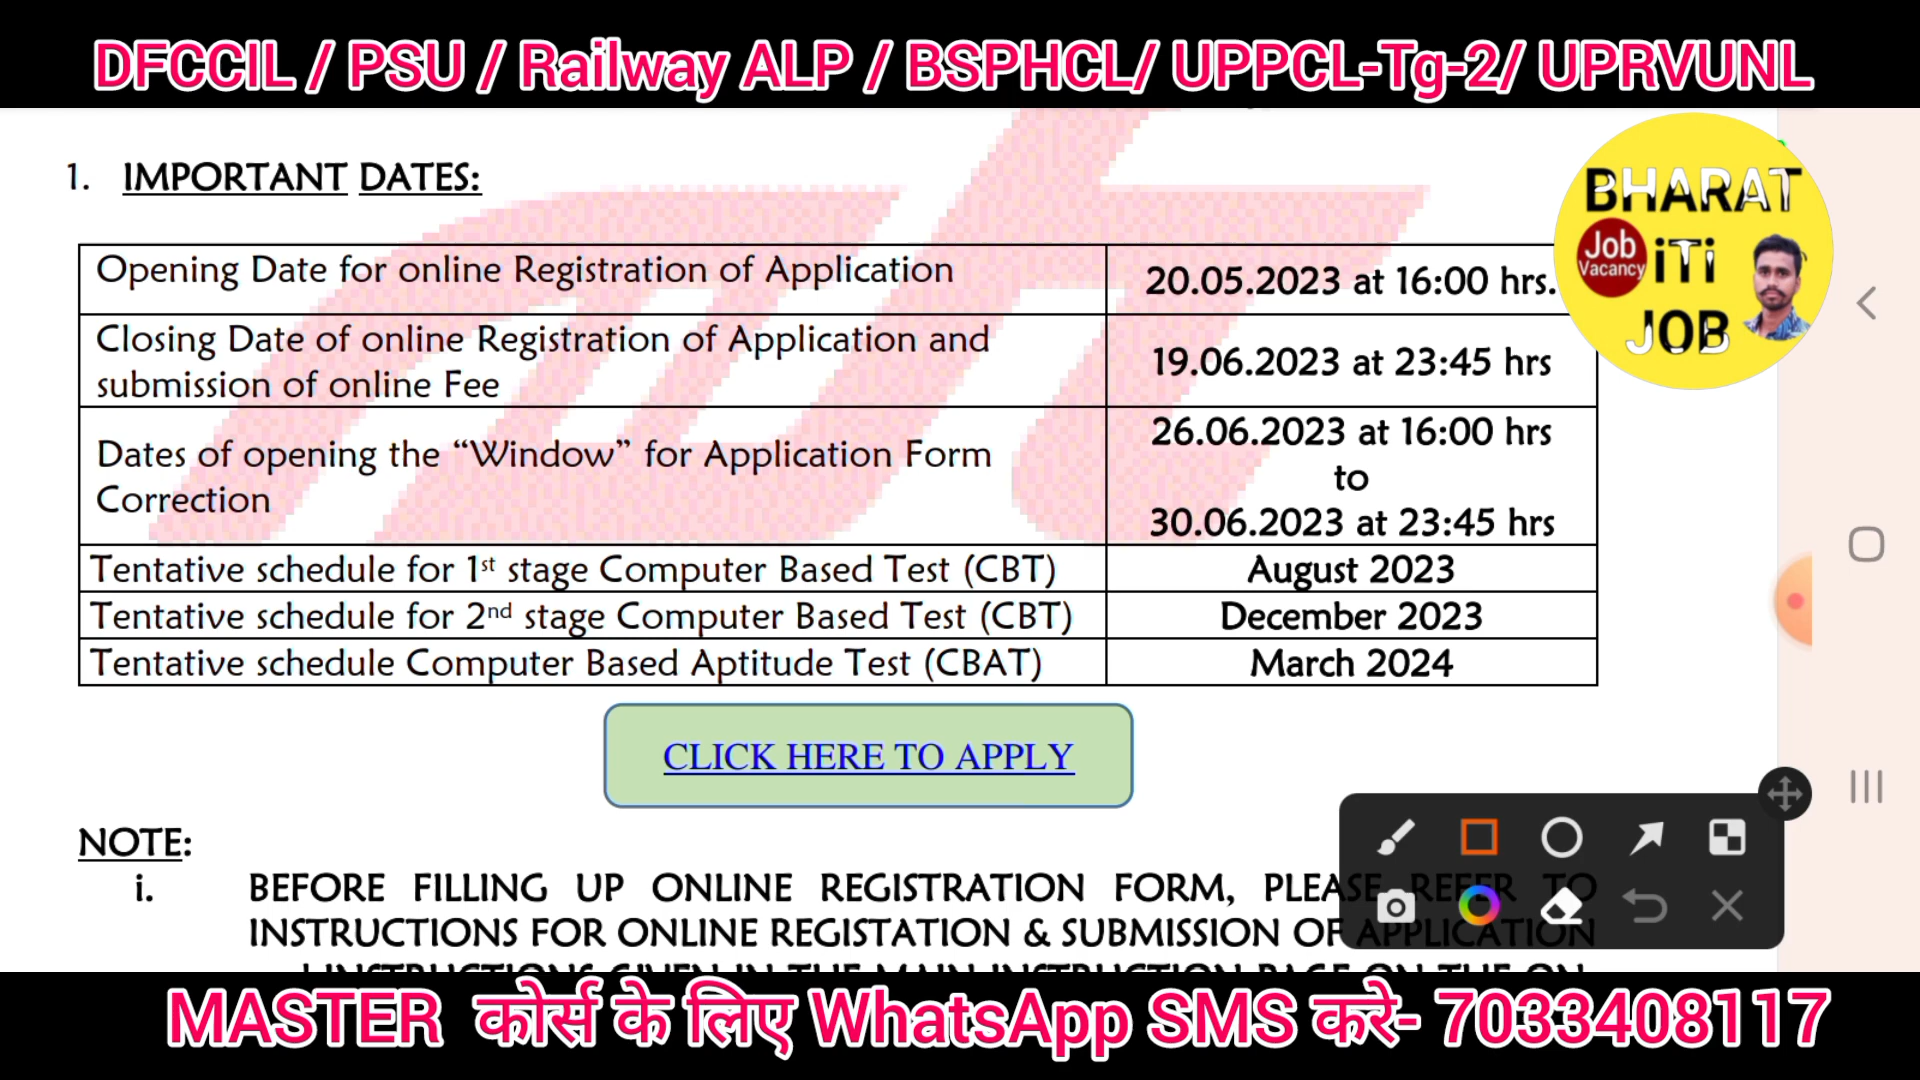 DFCCIL / PSU / Railway ALP / BSPHCL/ UPPCL-Tg-2/ UPRVUNL
1. IMPORTANT DATES:
BHARAT
Job
Vacancy
iTi
JOB
Opening Date for online Registration of Application
20.05.2023 at 16:00 hrs.
Closing Date of online Registration of Application and
submission of online Fee
19.06.2023 at 23:45 hrs
Dates of opening the “Window” for Application Form
Correction
26.06.2023 at 16:00 hrs
to
30.06.2023 at 23:45 hrs
Tentative schedule for 1st stage Computer Based Test (CBT)
August 2023
Tentative schedule for 2nd stage Computer Based Test (CBT)
December 2023
Tentative schedule Computer Based Aptitude Test (CBAT)
March 2024
CLICK HERE TO APPLY
NOTE:
i. BEFORE FILLING UP ONLINE REGISTRATION FORM, PLEASE REFER TO
INSTRUCTIONS FOR ONLINE REGISTATION & SUBMISSION OF APPLICATION
MASTER कोर्स के लिए WhatsApp SMS करे- 7033408117